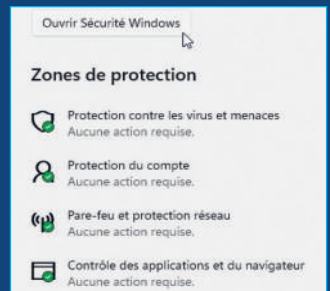 Ouvrir Sécurité Windows
Zones de protection
Protection contre les virus et menaces
Aucune action requise.
Protection du compte
Aucune action requise.
Pare-feu et protection réseau
Aucune action requise.
Contrôle des applications et du navigateur
Aucune action requise.